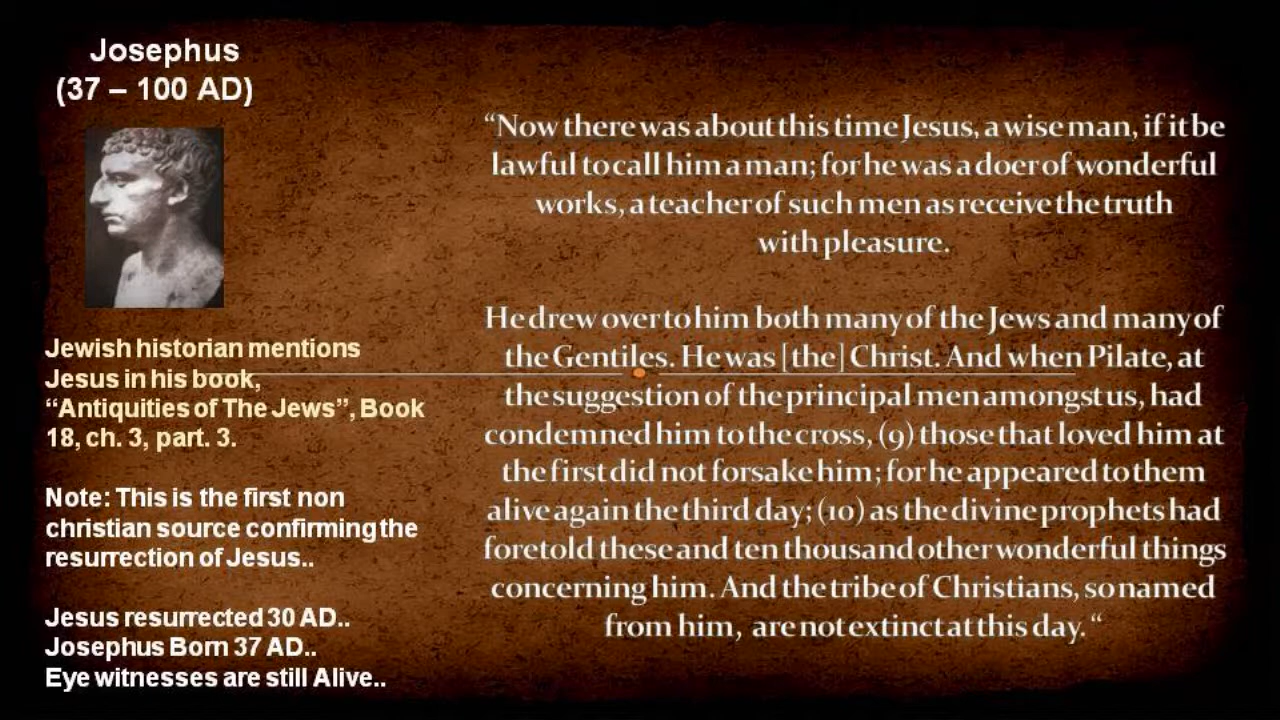 Josephus
(37 – 100 AD)
Jewish historian mentions
Jesus in his book,
“Antiquities of The Jews”, Book
18, ch. 3, part. 3.
Note: This is the first non
christian source confirming the
resurrection of Jesus..
Jesus resurrected 30 AD..
Josephus Born 37 AD..
Eye witnesses are still Alive..
“Now there was about this time Jesus, a wise man, if it be
lawful to call him a man; for he was a doer of wonderful
works, a teacher of such men as receive the truth
with pleasure.
He drew over to him both many of the Jews and many of
the Gentiles. He was [the] Christ. And when Pilate, at
the suggestion of the principal men amongst us, had
condemned him to the cross, (9) those that loved him at
the first did not forsake him; for he appeared to them
alive again the third day; (10) as the divine prophets had
foretold these and ten thousand other wonderful things
concerning him. And the tribe of Christians, so named
from him, are not extinct at this day. “